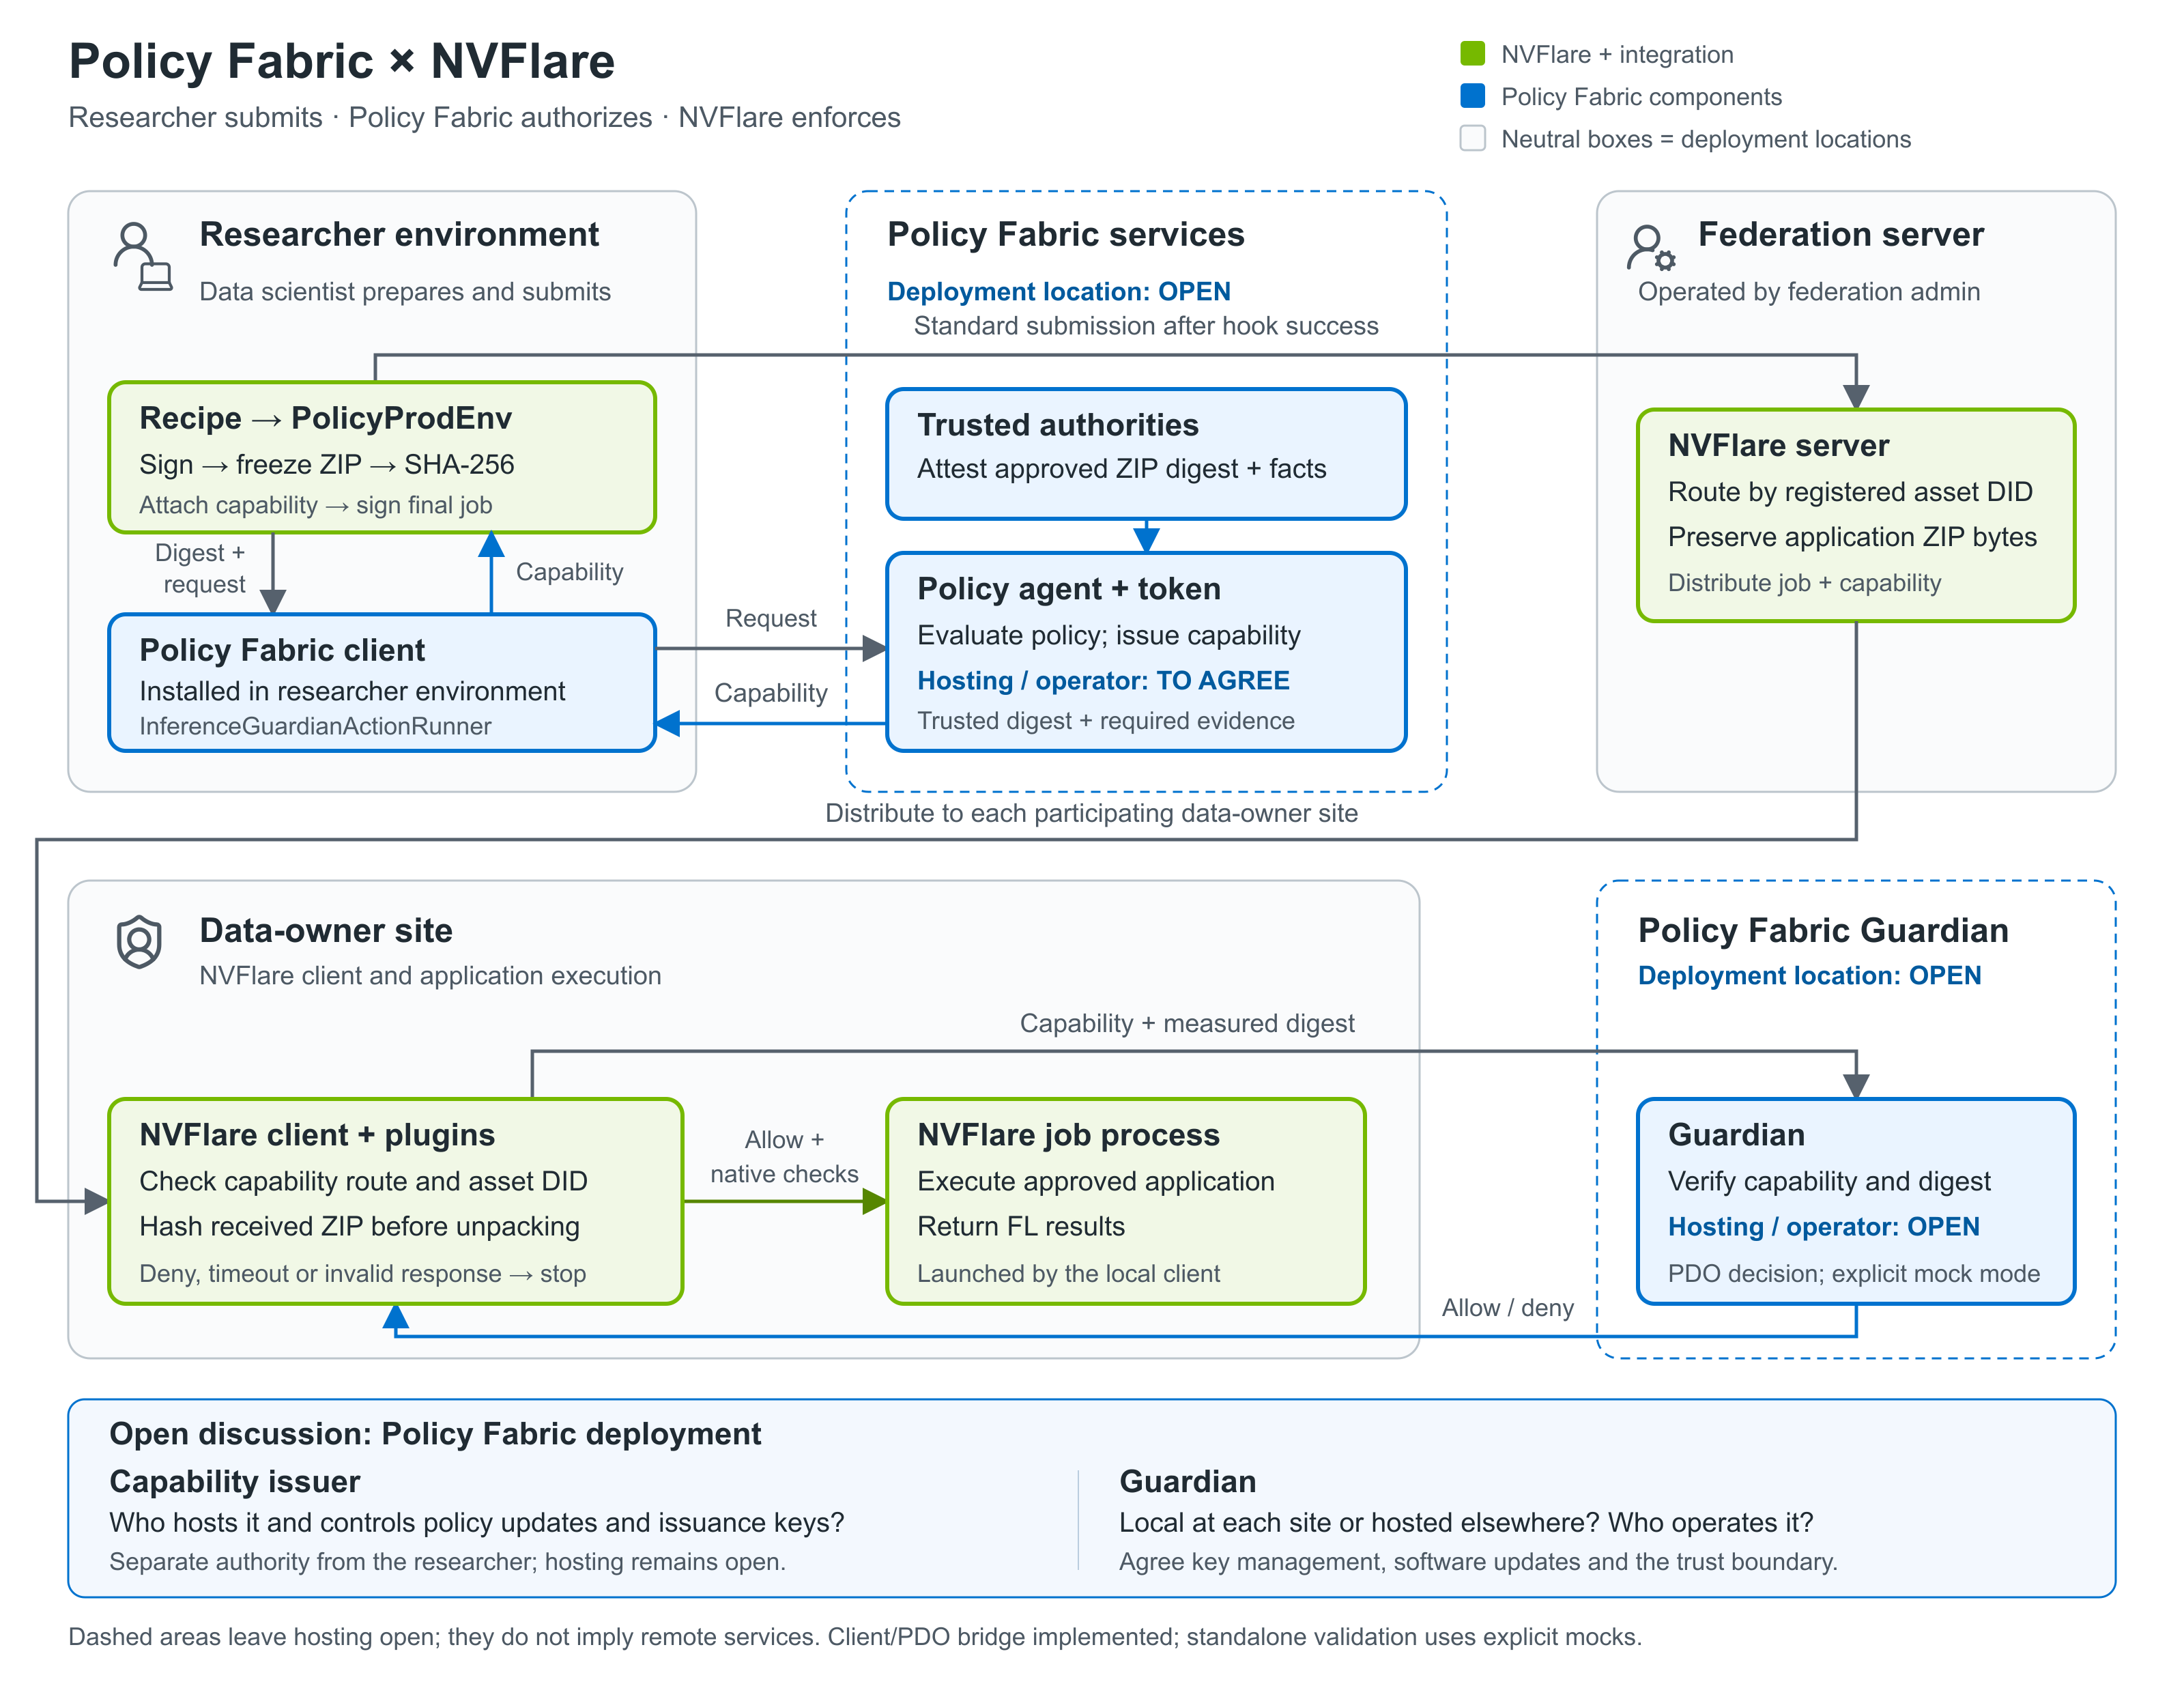 Policy Fabric × NVFlare
Researcher submits · Policy Fabric authorizes · NVFlare enforces
NVFlare + integration
Policy Fabric components
Neutral boxes = deployment locations
Researcher environment
Data scientist prepares and submits
Policy Fabric services
Deployment location: OPEN
Standard submission after hook success
Federation server
Operated by federation admin
Recipe → PolicyProdEnv
Sign → freeze ZIP → SHA-256
Attach capability → sign final job
Digest +
request
Capability
Policy Fabric client
Installed in researcher environment
InferenceGuardianActionRunner
Request
Capability
Trusted authorities
Attest approved ZIP digest + facts
Policy agent + token
Evaluate policy; issue capability
Hosting / operator: TO AGREE
Trusted digest + required evidence
NVFlare server
Route by registered asset DID
Preserve application ZIP bytes
Distribute job + capability
Distribute to each participating data-owner site
Data-owner site
NVFlare client and application execution
Capability + measured digest
Policy Fabric Guardian
Deployment location: OPEN
NVFlare client + plugins
Check capability route and asset DID
Hash received ZIP before unpacking
Deny, timeout or invalid response → stop
Allow +
native checks
NVFlare job process
Execute approved application
Return FL results
Launched by the local client
Guardian
Verify capability and digest
Hosting / operator: OPEN
PDO decision; explicit mock mode
Allow / deny
Open discussion: Policy Fabric deployment
Capability issuer
Who hosts it and controls policy updates and issuance keys?
Separate authority from the researcher; hosting remains open.
Guardian
Local at each site or hosted elsewhere? Who operates it?
Agree key management, software updates and the trust boundary.
Dashed areas leave hosting open; they do not imply remote services. Client/PDO bridge implemented; standalone validation uses explicit mocks.